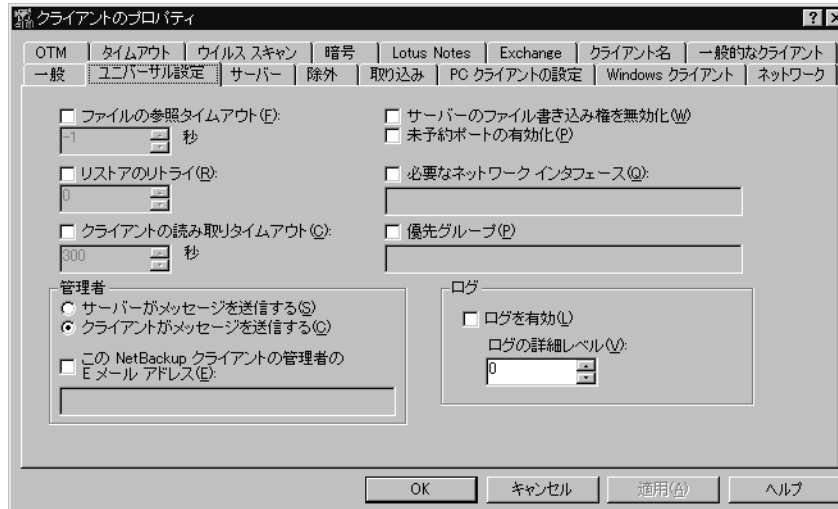 クライアントのプロパティ
OTM タイムアウト ウイルス スキャン 暗号 Lotus Notes Exchange クライアント名 一般的なクライアント
一般 ユニバーサル設定 サーバー 除外 取り込み PC クライアントの設定 Windows クライアント ネットワーク
ファイルの参照タイムアウト(F):
-1 秒
サーバーのファイル書き込み権を無効化(W)
未予約ポートの有効化(P)
リストアのリトライ(R):
0
必要なネットワーク インタフェース(Q):
クライアントの読み取りタイムアウト(C):
300 秒
優先グループ(P)
管理者
サーバーがメッセージを送信する(S)
クライアントがメッセージを送信する(C)
この NetBackup クライアントの管理者の
E メール アドレス(E):
ログ
ログを有効(L)
ログの詳細レベル(V):
0
OK キャンセル 適用(A) ヘルプ